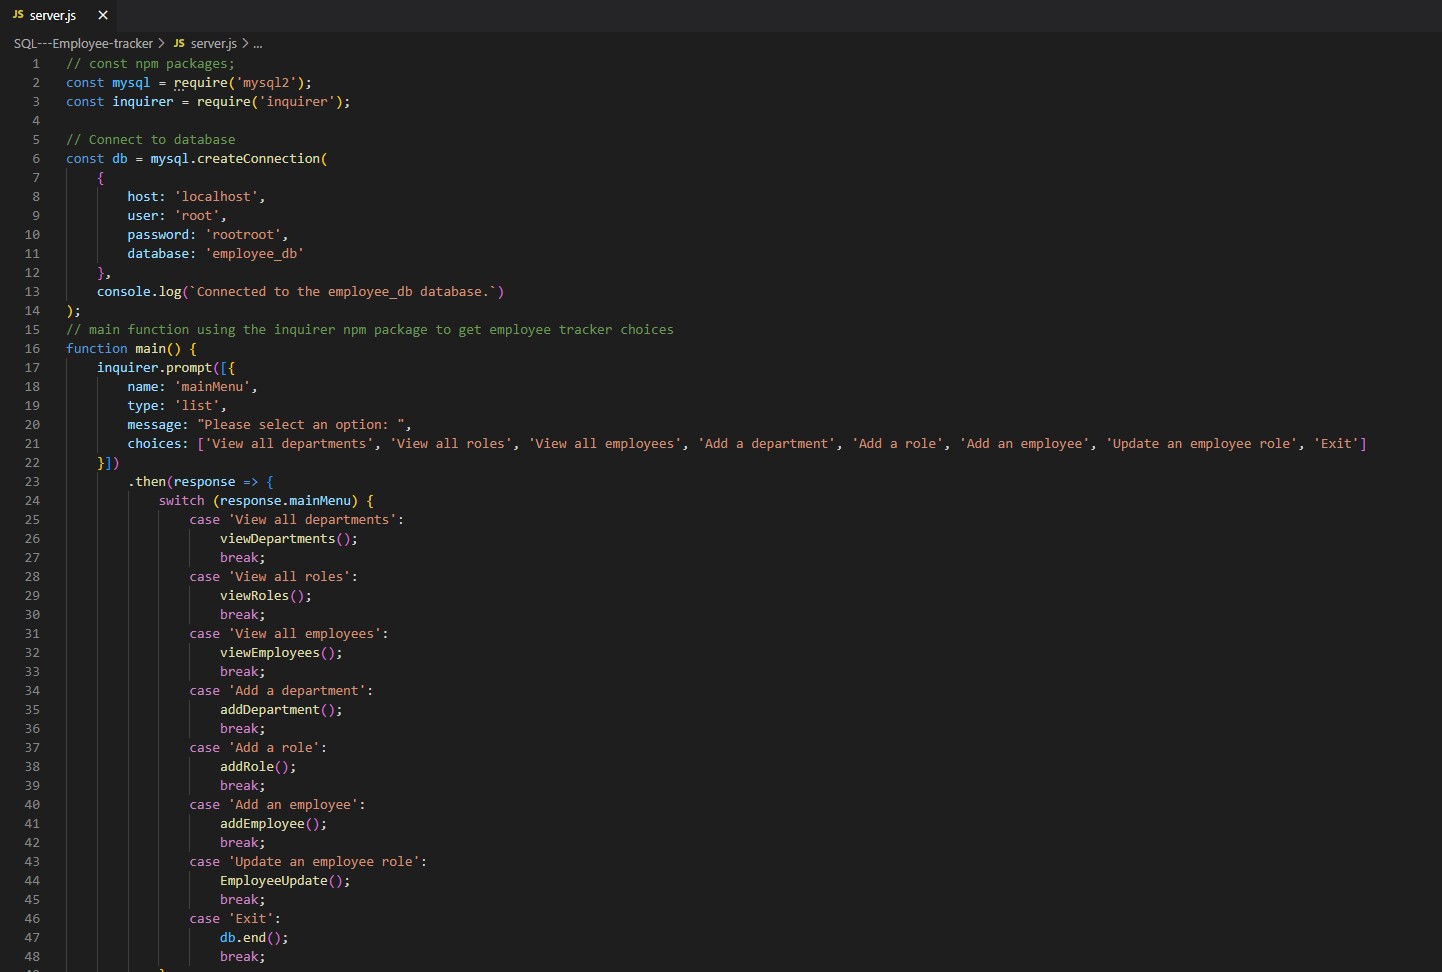 JS server.js ×
SQL---Employee-tracker > JS server.js > ...
1 // const npm packages;
2 const mysql = require('mysql2');
3 const inquirer = require('inquirer');
4
5 // Connect to database
6 const db = mysql.createConnection(
7     {
8         host: 'localhost',
9         user: 'root',
10         password: 'rootroot',
11         database: 'employee_db'
12     },
13     console.log(`Connected to the employee_db database.`)
14 );
15 // main function using the inquirer npm package to get employee tracker choices
16 function main() {
17     inquirer.prompt([{
18         name: 'mainMenu',
19         type: 'list',
20         message: "Please select an option: ",
21         choices: ['View all departments', 'View all roles', 'View all employees', 'Add a department', 'Add a role', 'Add an employee', 'Update an employee role', 'Exit']
22     }])
23         .then(response => {
24             switch (response.mainMenu) {
25                 case 'View all departments':
26                     viewDepartments();
27                     break;
28                 case 'View all roles':
29                     viewRoles();
30                     break;
31                 case 'View all employees':
32                     viewEmployees();
33                     break;
34                 case 'Add a department':
35                     addDepartment();
36                     break;
37                 case 'Add a role':
38                     addRole();
39                     break;
40                 case 'Add an employee':
41                     addEmployee();
42                     break;
43                 case 'Update an employee role':
44                     EmployeeUpdate();
45                     break;
46                 case 'Exit':
47                     db.end();
48                     break;